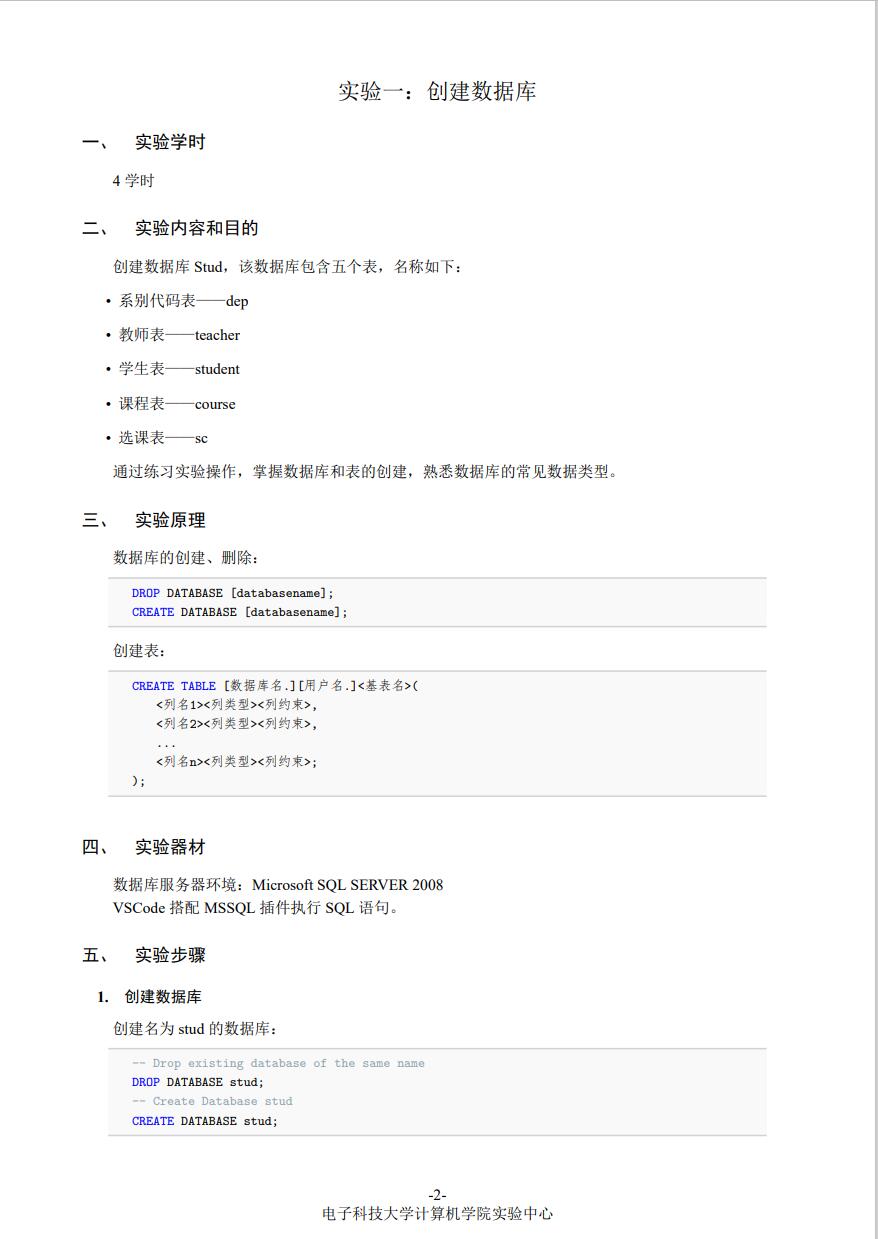 实验一：创建数据库
一、 实验学时
4 学时
二、 实验内容和目的
创建数据库 Stud，该数据库包含五个表，名称如下：
• 系别代码表——dep
• 教师表——teacher
• 学生表——student
• 课程表——course
• 选课表——sc
通过练习实验操作，掌握数据库和表的创建，熟悉数据库的常见数据类型。
三、 实验原理
数据库的创建、删除：
DROP DATABASE [databasename];
CREATE DATABASE [databasename];
创建表：
CREATE TABLE [数据库名.][用户名.]<基表名>(
<列名1><列类型><列约束>,
<列名2><列类型><列约束>,
...
<列名n><列类型><列约束>;
);
四、 实验器材
数据库服务器环境：Microsoft SQL SERVER 2008
VSCode 搭配 MSSQL 插件执行 SQL 语句。
五、 实验步骤
1. 创建数据库
创建名为 stud 的数据库：
-- Drop existing database of the same name
DROP DATABASE stud;
-- Create Database stud
CREATE DATABASE stud;
-2-
电子科技大学计算机学院实验中心